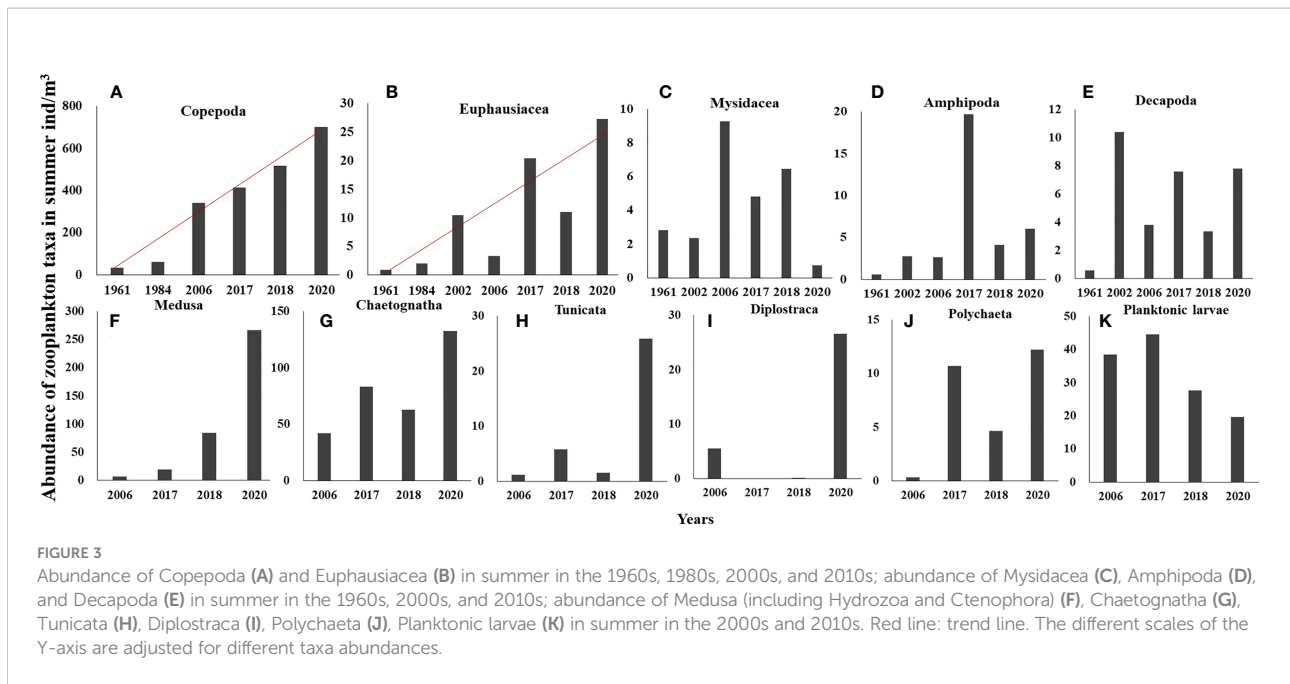 Abundance of zooplankton taxa in summer ind/m³
A
Copepoda
800
600
400
200
0
1961 1984 2006 2017 2018 2020
B
Euphausiacea
30
25
20
15
10
5
0
1961 1984 2002 2006 2017 2018 2020
C
Mysidacea
10
8
6
4
2
0
1961 2002 2006 2017 2018 2020
D
Amphipoda
20
15
10
5
0
1961 2002 2006 2017 2018 2020
E
Decapoda
12
10
8
6
4
2
0
1961 2002 2006 2017 2018 2020
F
Medusa
300
250
200
150
100
50
0
2006 2017 2018 2020
G
Chaetognatha
150
100
50
0
2006 2017 2018 2020
H
Tunicata
30
20
10
0
2006 2017 2018 2020
I
Diplostraca
30
20
10
0
2006 2017 2018 2020
J
Polychaeta
15
10
5
0
2006 2017 2018 2020
K
Planktonic larvae
50
40
30
20
10
0
2006 2017 2018 2020
Years
FIGURE 3
Abundance of Copepoda (A) and Euphausiacea (B) in summer in the 1960s, 1980s, 2000s, and 2010s; abundance of Mysidacea (C), Amphipoda (D),
and Decapoda (E) in summer in the 1960s, 2000s, and 2010s; abundance of Medusa (including Hydrozoa and Ctenophora) (F), Chaetognatha (G),
Tunicata (H), Diplostraca (I), Polychaeta (J), Planktonic larvae (K) in summer in the 2000s and 2010s. Red line: trend line. The different scales of the
Y-axis are adjusted for different taxa abundances.